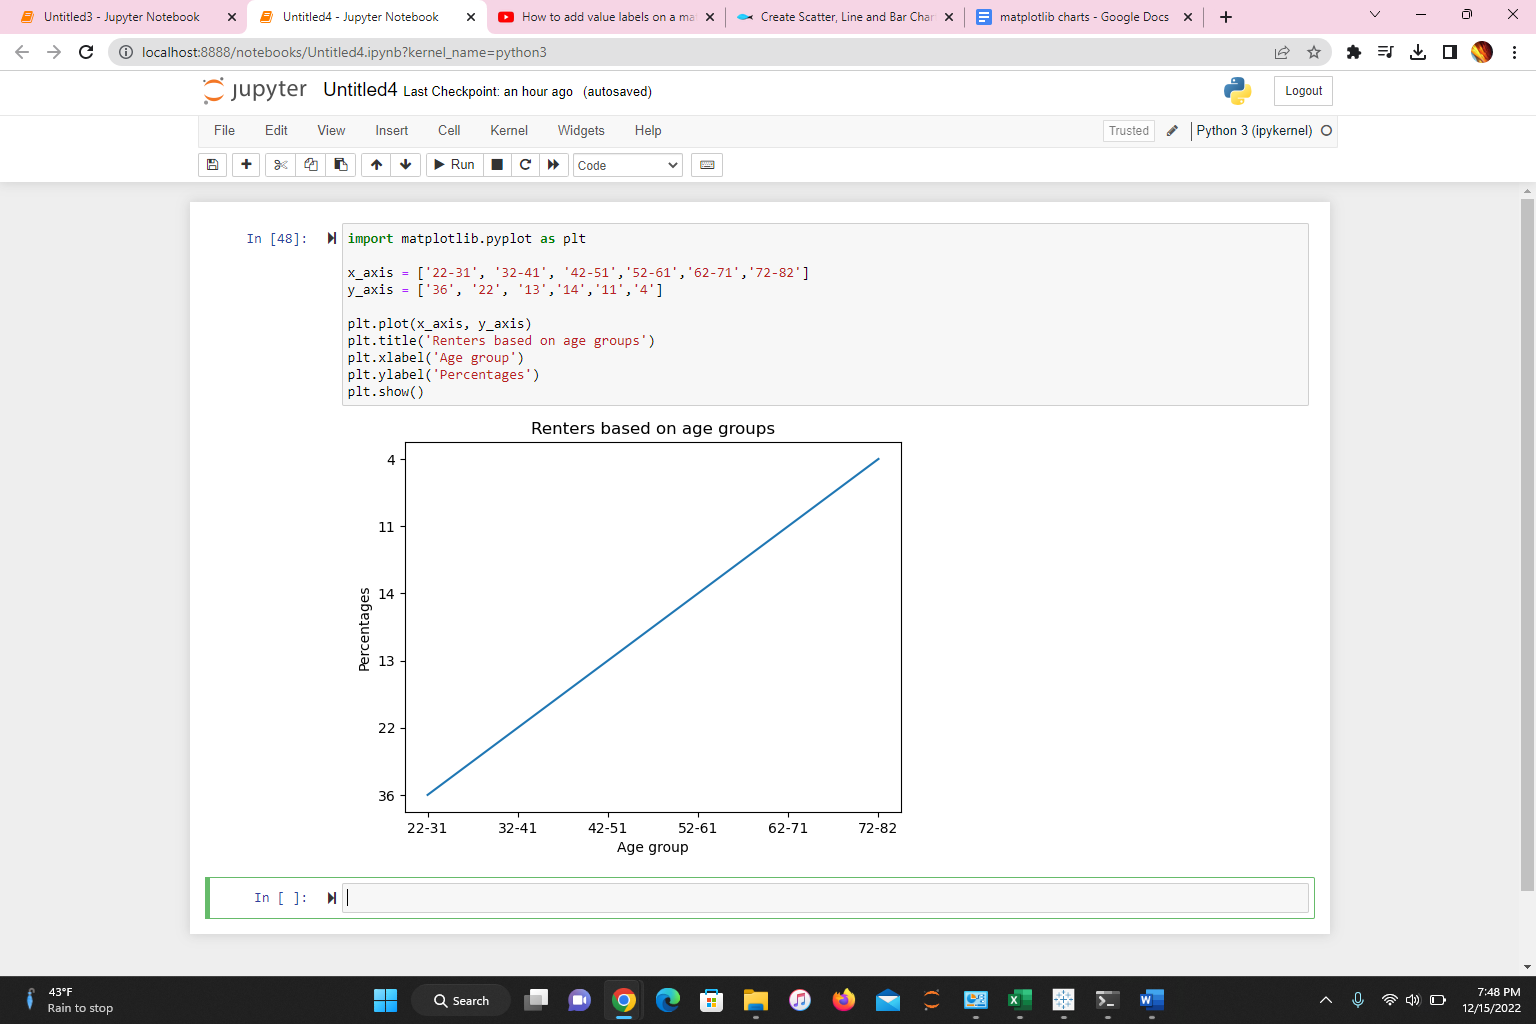 Untitled3 - Jupyter Notebook
Untitled4 - Jupyter Notebook
How to add value labels on a mat
Create Scatter, Line and Bar Char
matplotlib charts - Google Docs
localhost:8888/notebooks/Untitled4.ipynb?kernel_name=python3
jupyter Untitled4 Last Checkpoint: an hour ago (autosaved)
Logout
File Edit View Insert Cell Kernel Widgets Help
Trusted
Python 3 (ipykernel)
Run
Code
In [48]:
import matplotlib.pyplot as plt
x_axis = ['22-31', '32-41', '42-51','52-61','62-71','72-82']
y_axis = ['36', '22', '13','14','11','4']
plt.plot(x_axis, y_axis)
plt.title('Renters based on age groups')
plt.xlabel('Age group')
plt.ylabel('Percentages')
plt.show()
Renters based on age groups
4
11
14
13
22
36
Percentages
22-31 32-41 42-51 52-61 62-71 72-82
Age group
In [ ]:
43°F
Rain to stop
Search
7:48 PM
12/15/2022